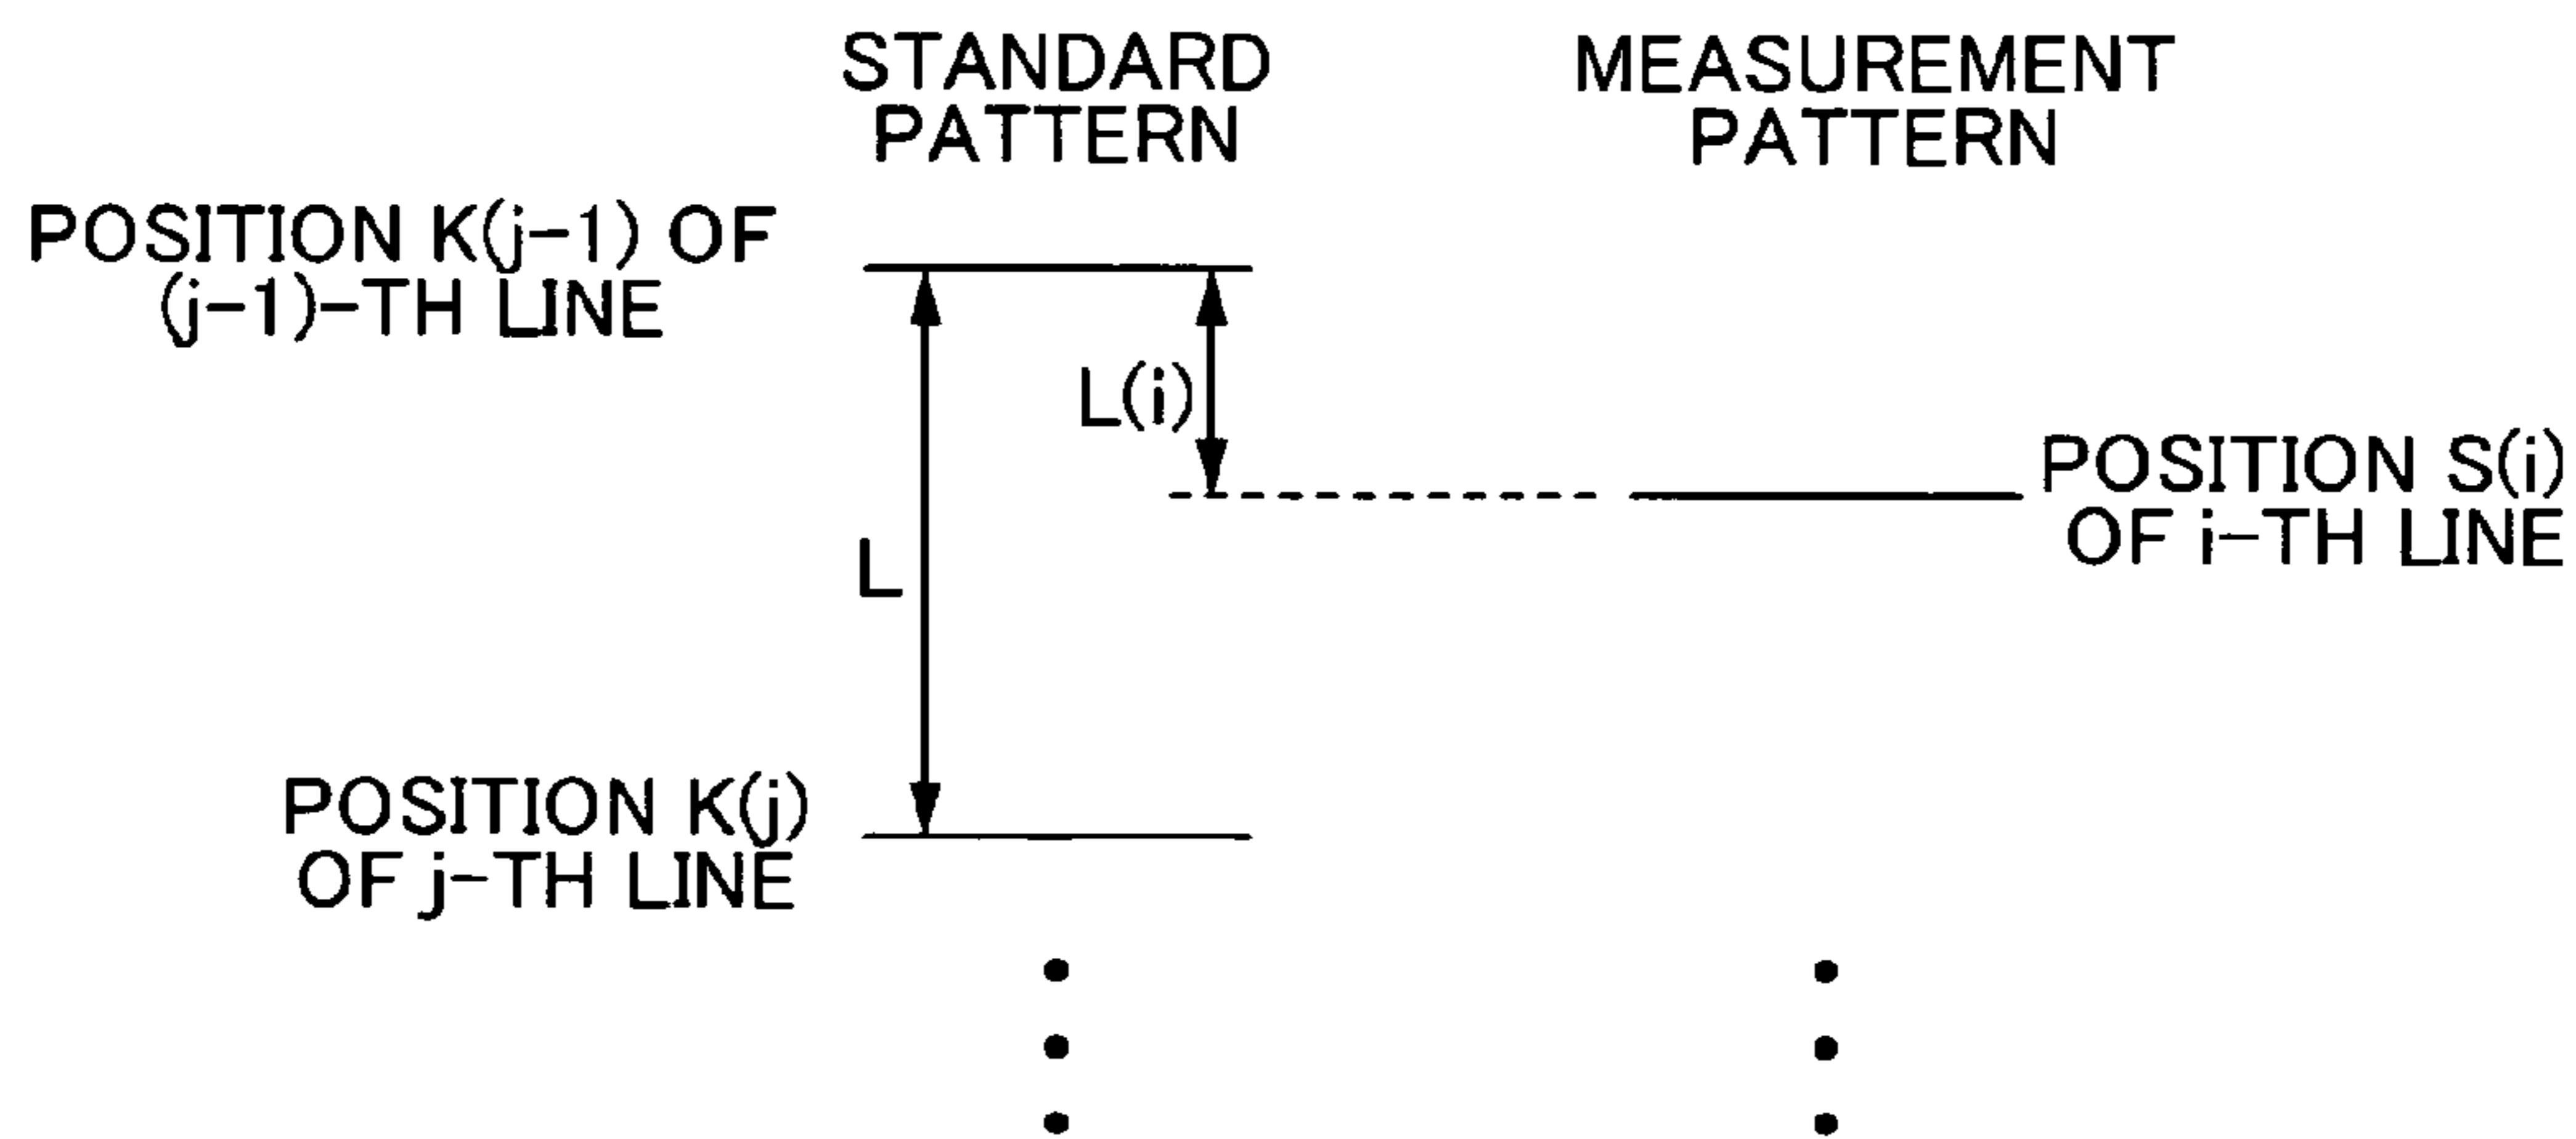 STANDARD
PATTERN
MEASUREMENT
PATTERN
POSITION K(j-1) OF
(j-1)-TH LINE
L(i)
POSITION S(i)
OF i-TH LINE
L
POSITION K(j)
OF j-TH LINE